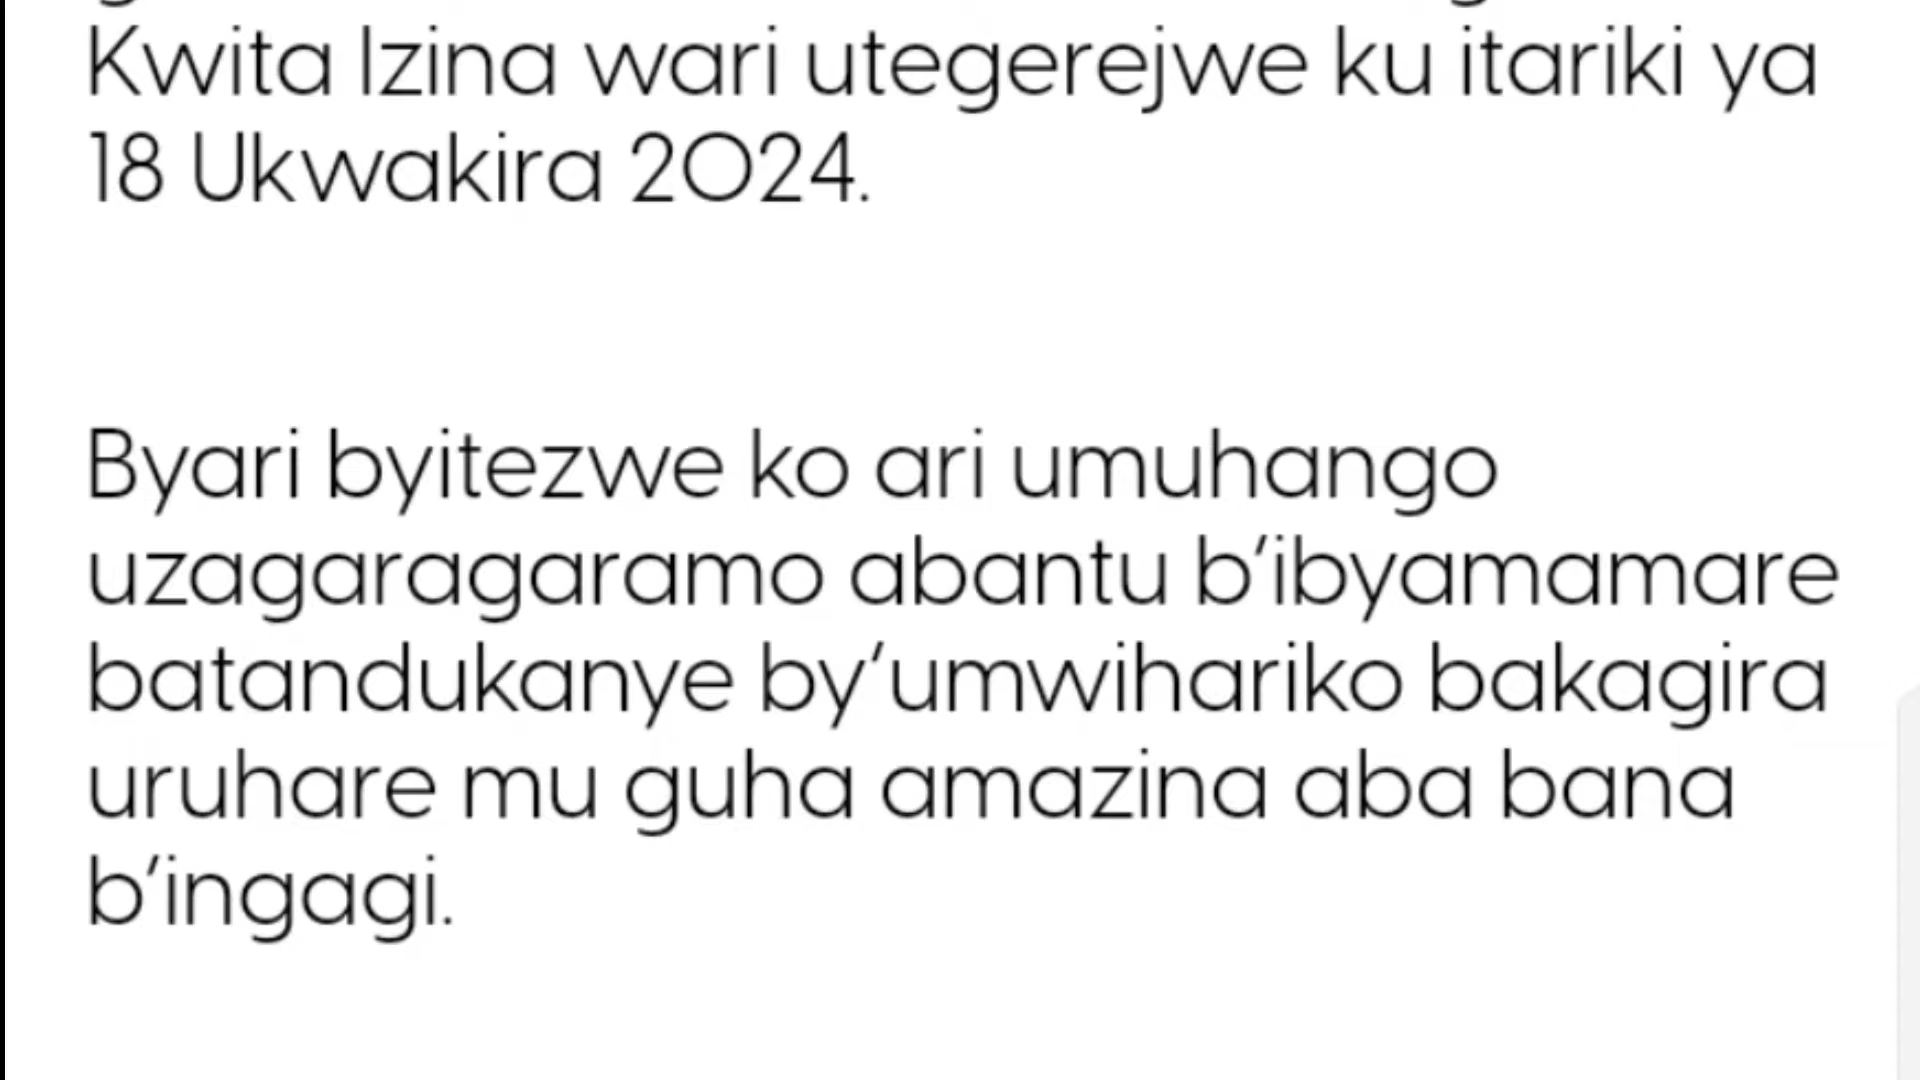 Kwita Izina wari utegerejwe ku itariki ya
18 Ukwakira 2024.
Byari byitezwe ko ari umuhango
uzagaragaramo abantu b’ibyamamare
batandukanye by’umwihariko bakagira
uruhare mu guha amazina aba bana
b’ingagi.